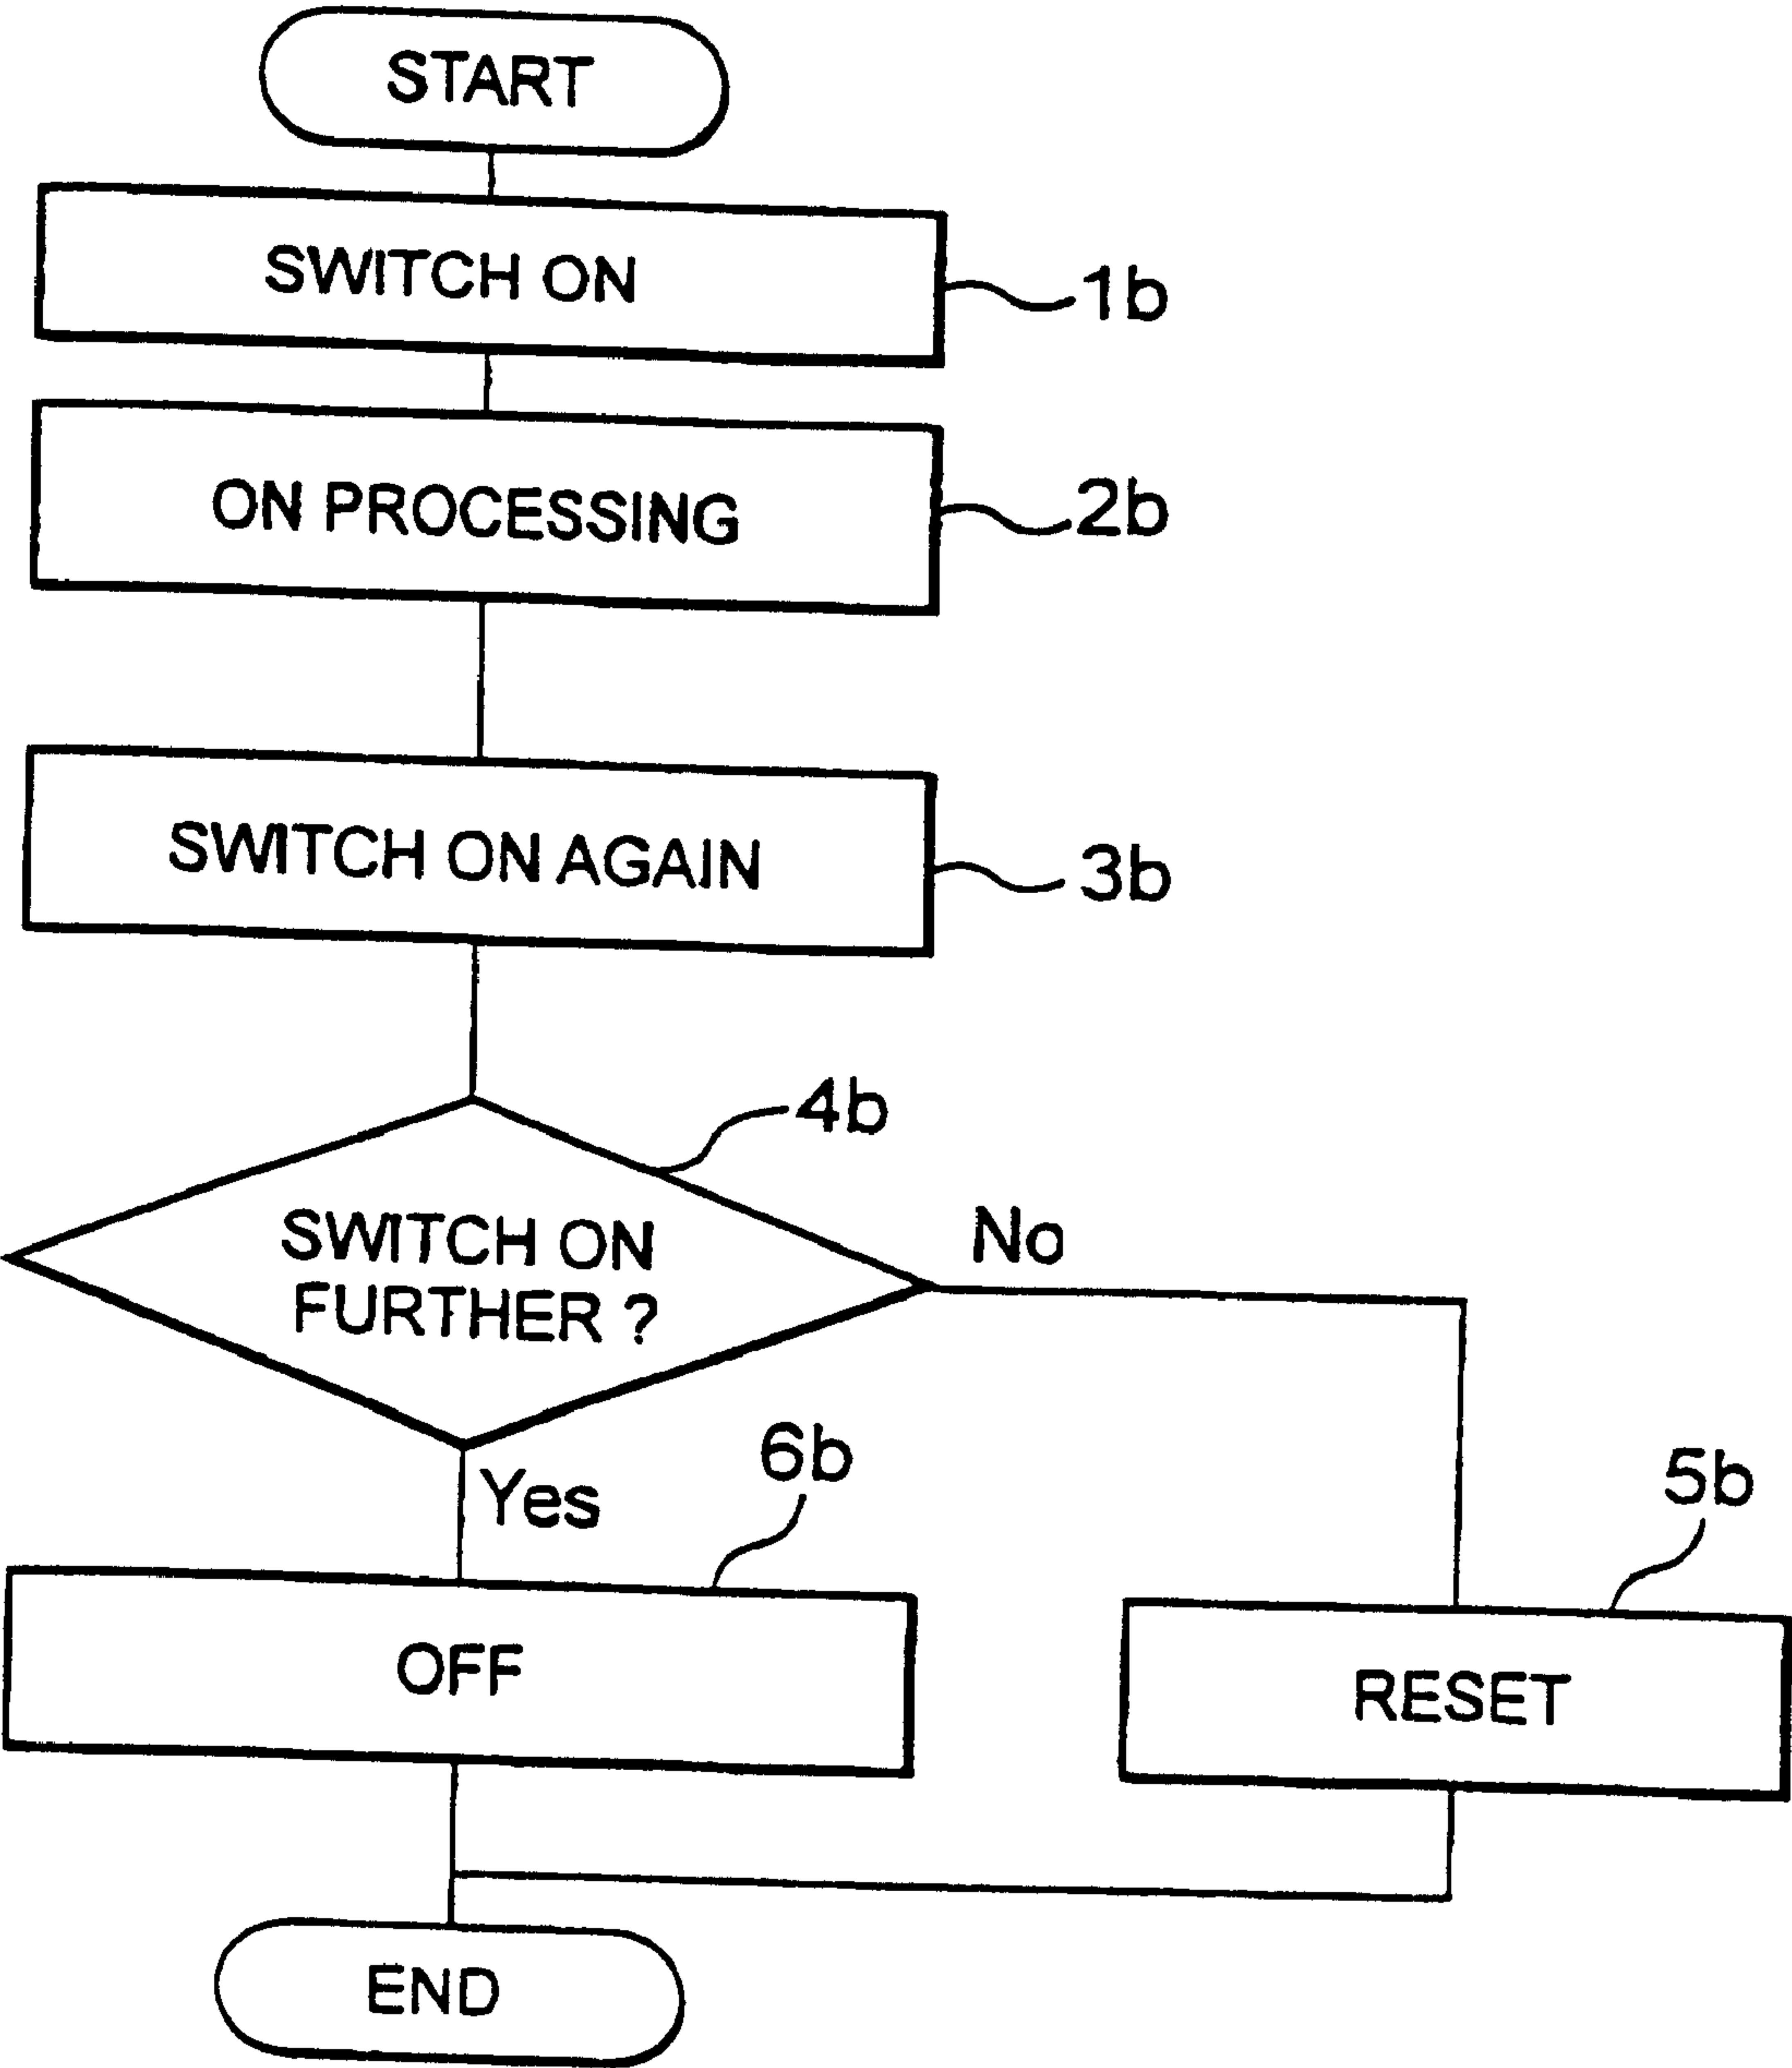 START
SWITCH ON
1b
ON PROCESSING
2b
SWITCH ON AGAIN
3b
4b
SWITCH ON
FURTHER ?
No
Yes
6b
5b
OFF
RESET
END